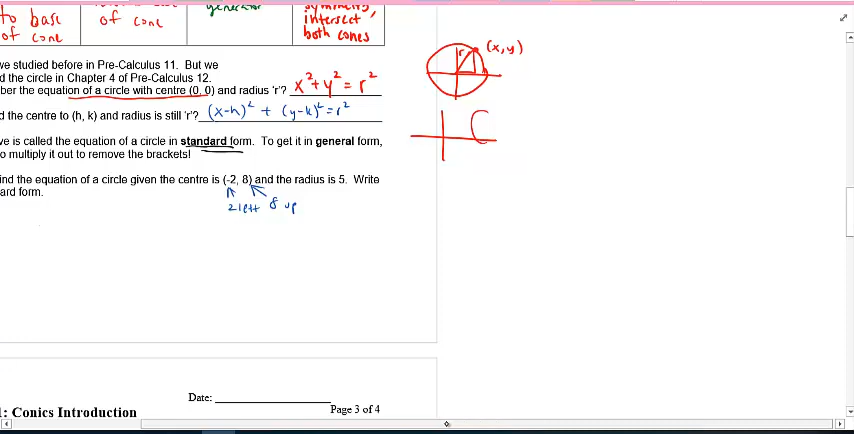 to base
of cone
of cone
generator
symmetry,
intersect
both cones
we studied before in Pre-Calculus 11. But we
d the circle in Chapter 4 of Pre-Calculus 12.
ber the equation of a circle with centre (0, 0) and radius 'r'? x² + y² = r²
d the centre to (h, k) and radius is still 'r'? (x-h)² + (y-k)² = r²
ve is called the equation of a circle in standard form. To get it in general form,
o multiply it out to remove the brackets!
ind the equation of a circle given the centre is (-2, 8) and the radius is 5. Write
ard form.
2 left 8 up
r (x,y)
Date:
Page 3 of 4
1: Conics Introduction